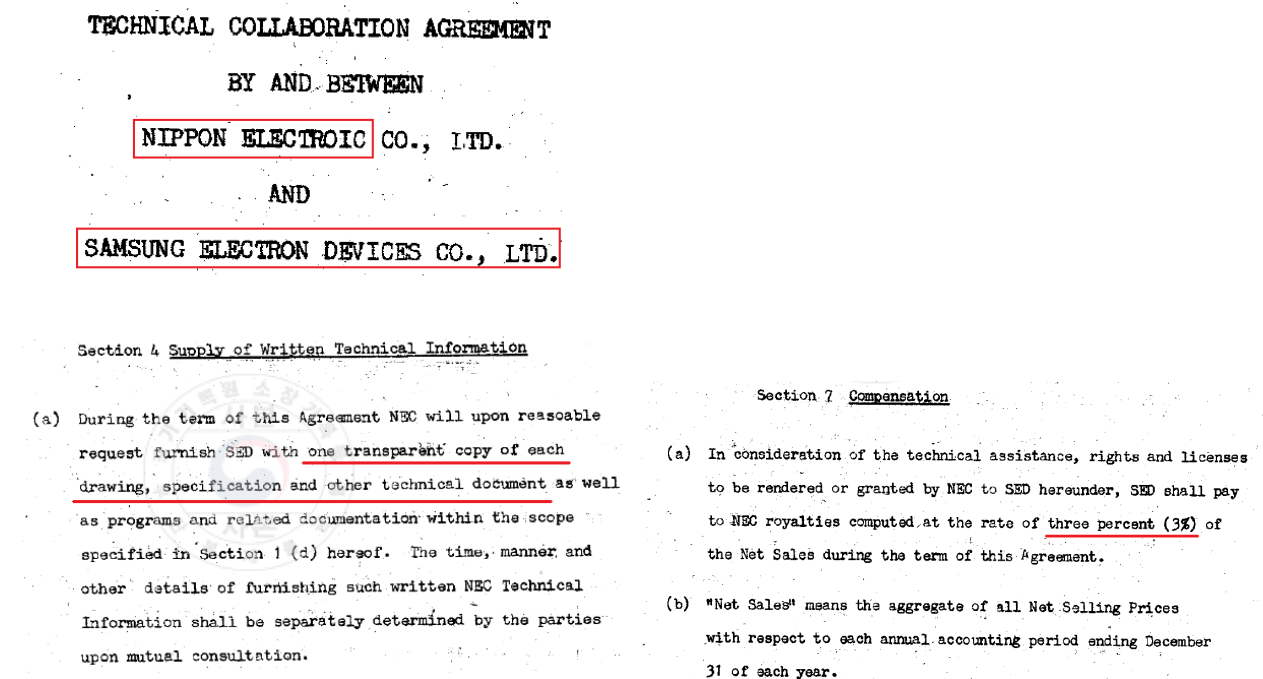 TECHNICAL COLLABORATION AGREEMENT
BY AND BETWEEN
NIPPON ELECTROIC CO., LTD.
AND
SAMSUNG ELECTRON DEVICES CO., LTD.
Section 4 Supply of Written Technical Information
(a) During the term of this Agreement NEC will upon reasoable
request furnish SED with one transparent copy of each
drawing, specification and other technical document as well
as programs and related documentation within the scope
specified in Section 1 (d) hereof. The time, manner and
other details of furnishing such written NEC Technical
Information shall be separately determined by the parties
upon mutual consultation.
Section 7 Compensation
(a) In consideration of the technical assistance, rights and licenses
to be rendered or granted by NEC to SED hereunder, SED shall pay
to NEC royalties computed at the rate of three percent (3%) of
the Net Sales during the term of this Agreement.
(b) "Net Sales" means the aggregate of all Net Selling Prices
with respect to each annual accounting period ending December
31 of each year.